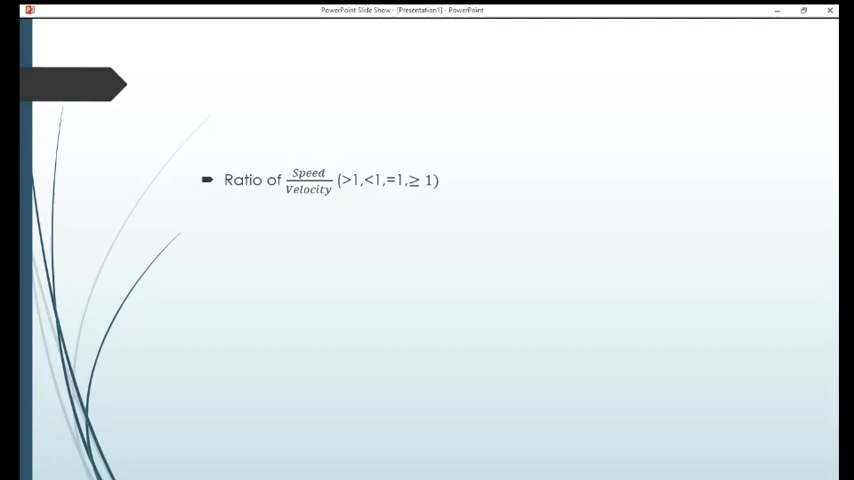 PowerPoint Slide Show - [Presentation1] - PowerPoint
Ratio of Speed/Velocity (>1,<1,=1,≥ 1)